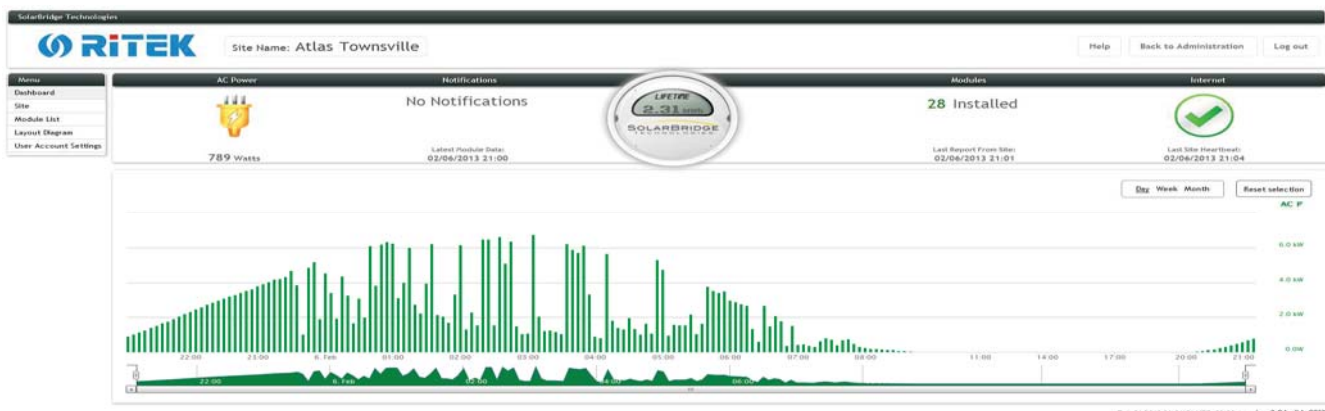 SolarBridge Technologies
RiTEK
Site Name: Atlas Townsville
Help
Back to Administration
Log out
Menu
Dashboard
Site
Module List
Layout Diagram
User Account Settings
AC Power
Notifications
Modules
Internet
No Notifications
LIFETIME
2.31
SOLARBRIDGE
TECHNOLOGIES
28 Installed
789 Watts
Latest Module Data:
02/06/2013 21:00
Last Report From Site:
02/06/2013 21:01
Last Site Heartbeat:
02/06/2013 21:04
Day Week Month
Reset selection
AC P
6.0 kW
4.0 kW
2.0 kW
0.0W
22:00 23:00 6. Feb 01:00 02:00 03:00 04:00 05:00 06:00 07:00 08:00 11:00 14:00 17:00 20:00 21:00
22:00 6. Feb 02:00 04:00 06:00